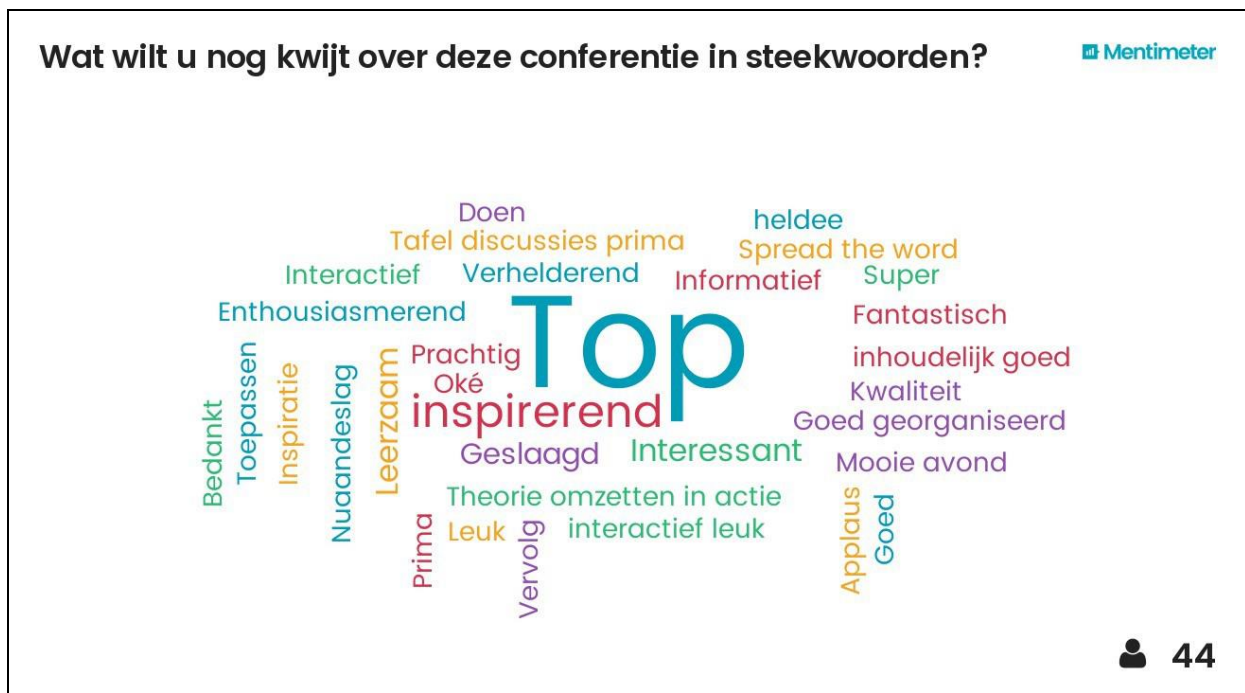 Wat wilt u nog kwijt over deze conferentie in steekwoorden?
Mentimeter
Doen
heldee
Tafel discussies prima
Spread the word
Interactief
Verhelderend
Informatief
Super
Enthousiasmerend
Top
Fantastisch
Prachtig
inhoudelijk goed
Oké
Kwaliteit
inspirerend
Goed georganiseerd
Bedankt
Toepassen
Inspiratie
Nuaandeslag
Leerzaam
Geslaagd
Interessant
Mooie avond
Theorie omzetten in actie
Prima
Leuk
Vervolg
interactief leuk
Applaus
Goed
44